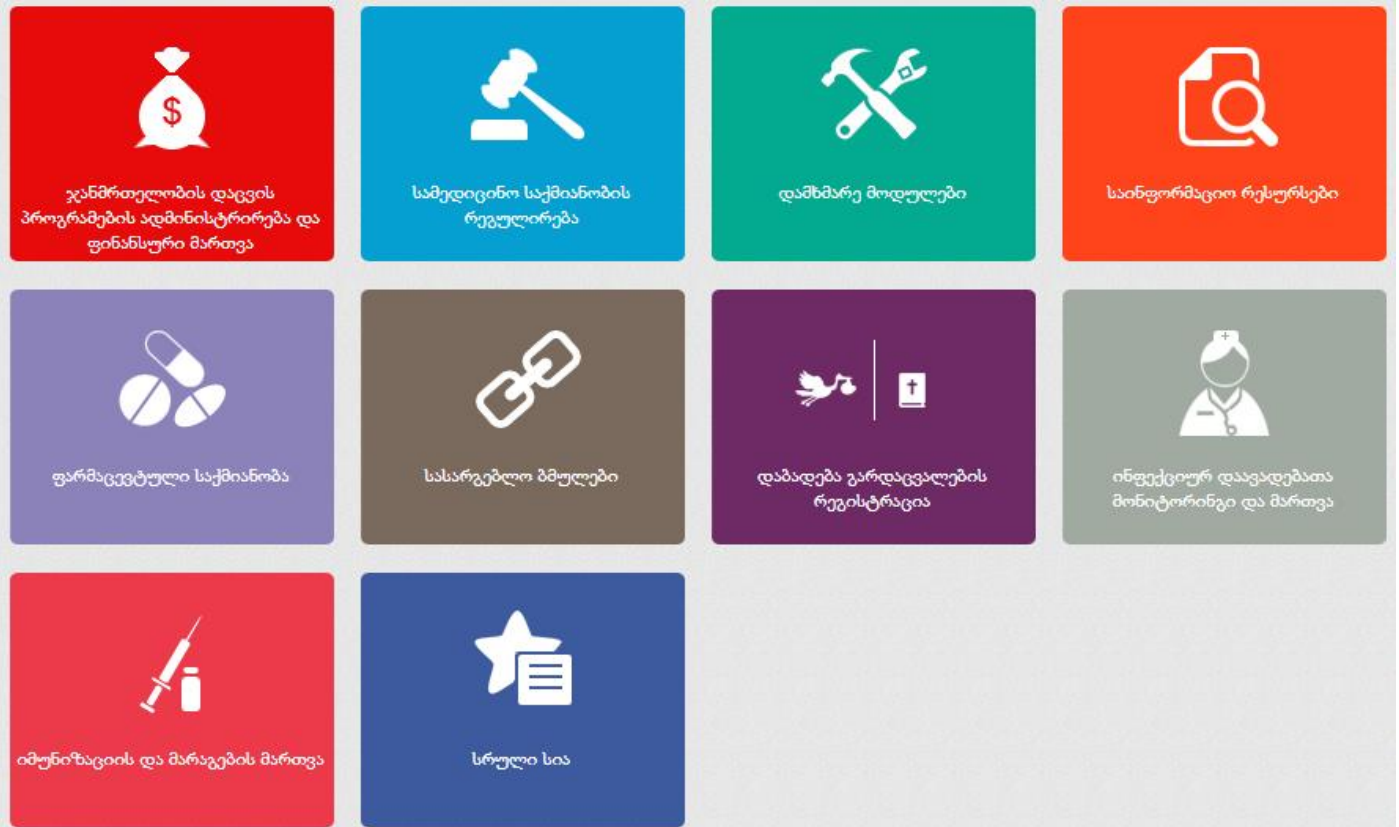 $
ჯანმრთელობის დაცვის
პროგრამების ადმინისტრირება და
ფინანსური მართვა
სამედიცინო საქმიანობის
რეგულირება
დამხმარე მოდულები
საინფორმაციო რესურსები
ფარმაცევტული საქმიანობა
სასარგებლო ბმულები
დაბადება გარდაცვალების
რეგისტრაცია
ინფექციურ დაავადებათა
მონიტორინგი და მართვა
იმუნიზაციის და მარაგების მართვა
სრული სია